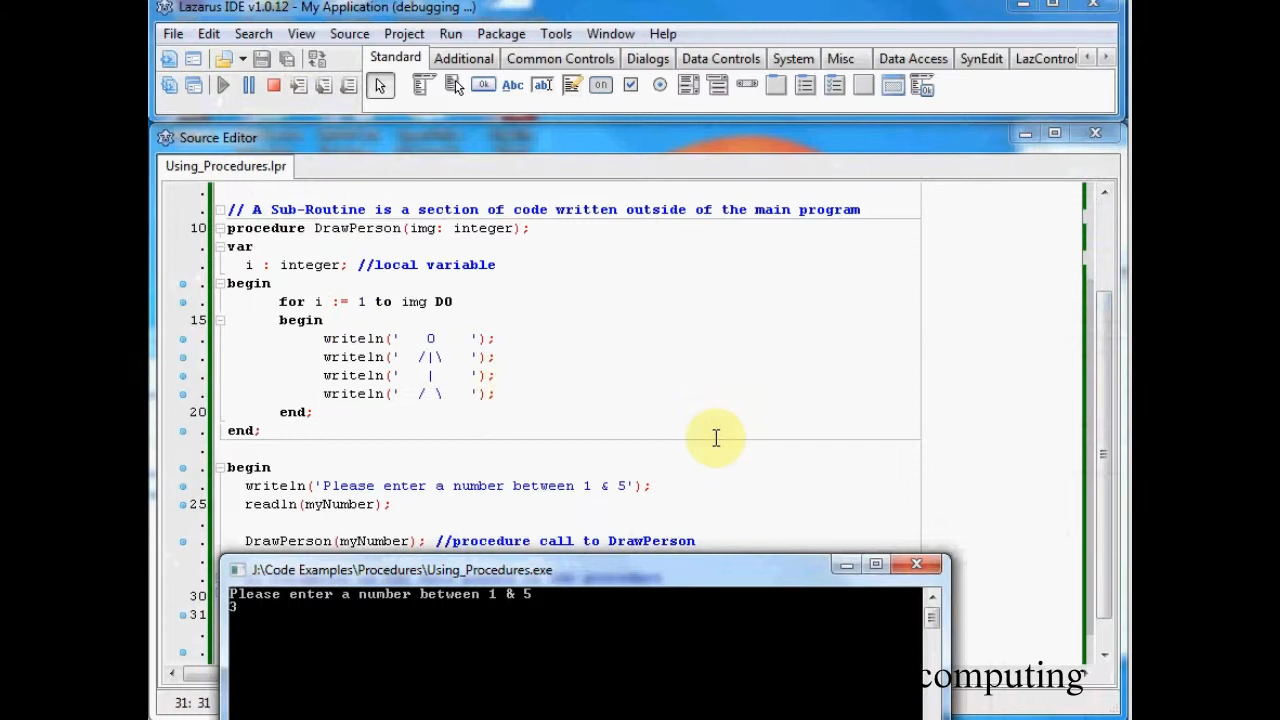 Lazarus IDE v1.0.12 - My Application (debugging ...)
File Edit Search View Source Project Run Package Tools Window Help
Standard Additional Common Controls Dialogs Data Controls System Misc Data Access SynEdit LazControl
Ok Abc ab on Ok
Source Editor
Using_Procedures.lpr
// A Sub-Routine is a section of code written outside of the main program
10 procedure DrawPerson(img: integer);
var
i : integer; //local variable
begin
for i := 1 to img DO
15 begin
writeln('   O    ');
writeln('  /|\   ');
writeln('   |    ');
writeln('  / \   ');
20 end;
end;
begin
writeln('Please enter a number between 1 & 5');
25 readln(myNumber);
DrawPerson(myNumber); //procedure call to DrawPerson
30
31
J:\Code Examples\Procedures\Using_Procedures.exe
Please enter a number between 1 & 5
3
computing
31: 31